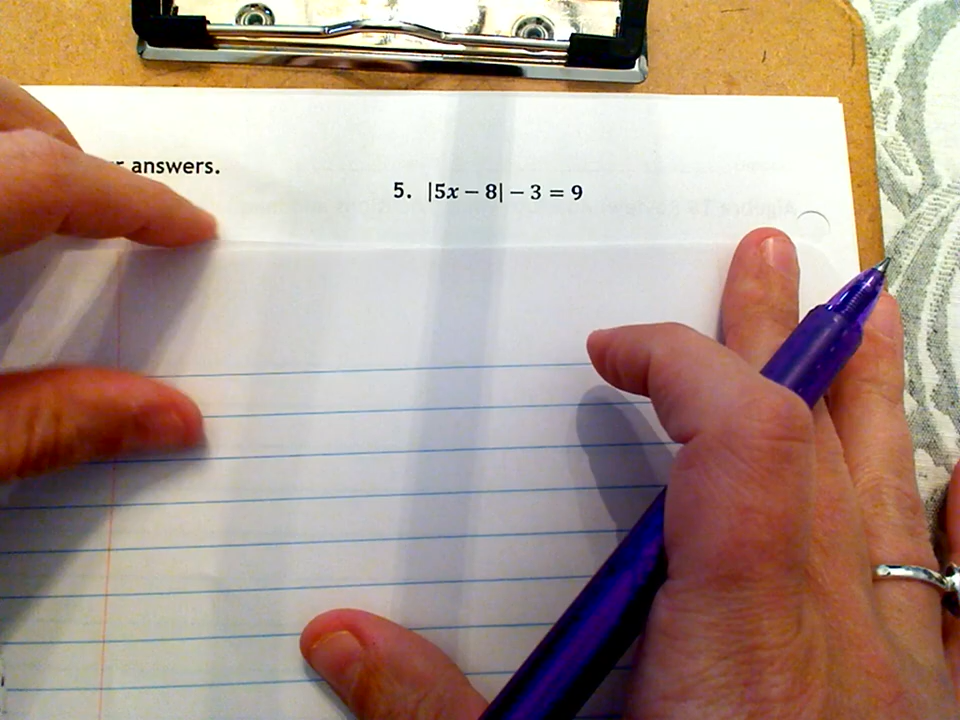 answers.
5. |5x − 8| − 3 = 9